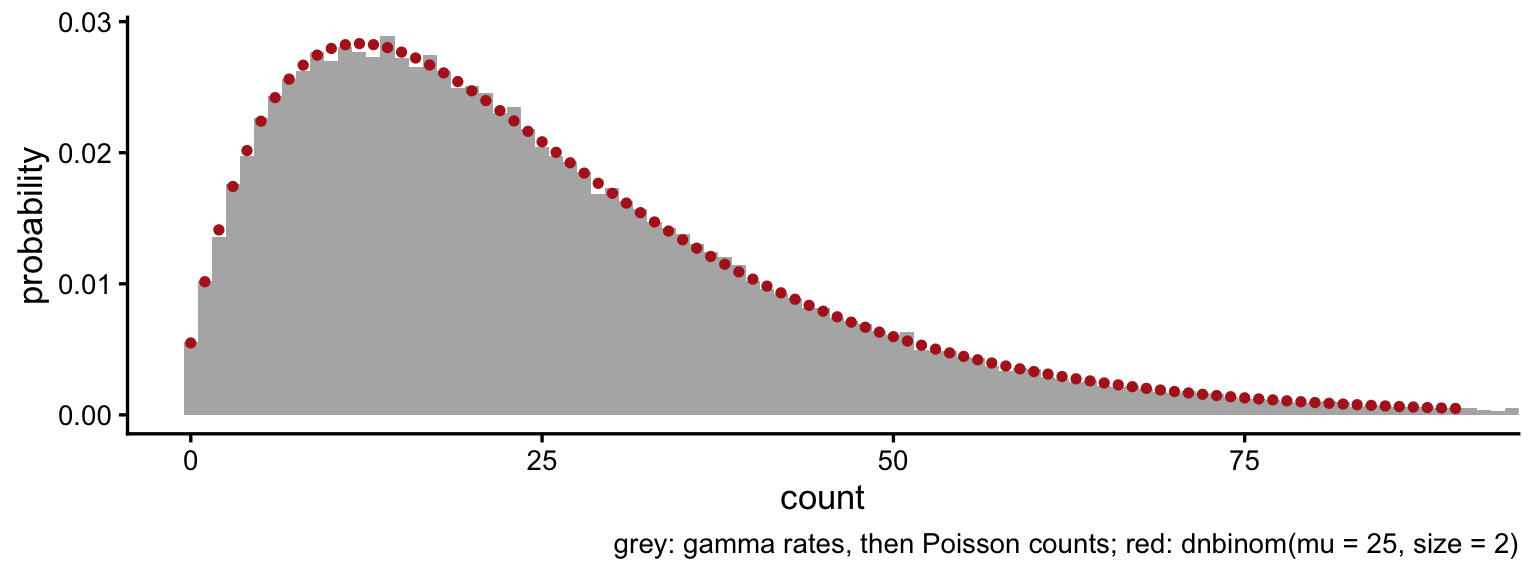 0.03
0.02
0.01
0.00
probability
0 25 50 75
count
grey: gamma rates, then Poisson counts; red: dnbinom(mu = 25, size = 2)